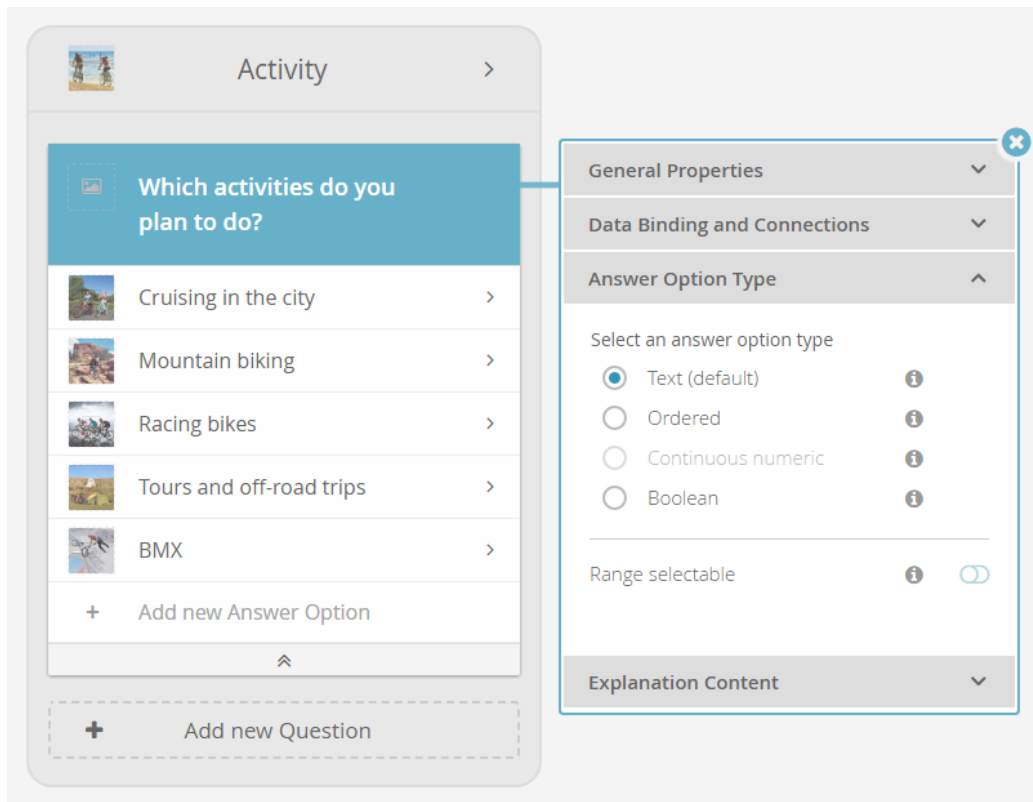 Activity
Which activities do you
plan to do?
Cruising in the city
Mountain biking
Racing bikes
Tours and off-road trips
BMX
Add new Answer Option
Add new Question
General Properties
Data Binding and Connections
Answer Option Type
Select an answer option type
Text (default)
Ordered
Continuous numeric
Boolean
Range selectable
Explanation Content